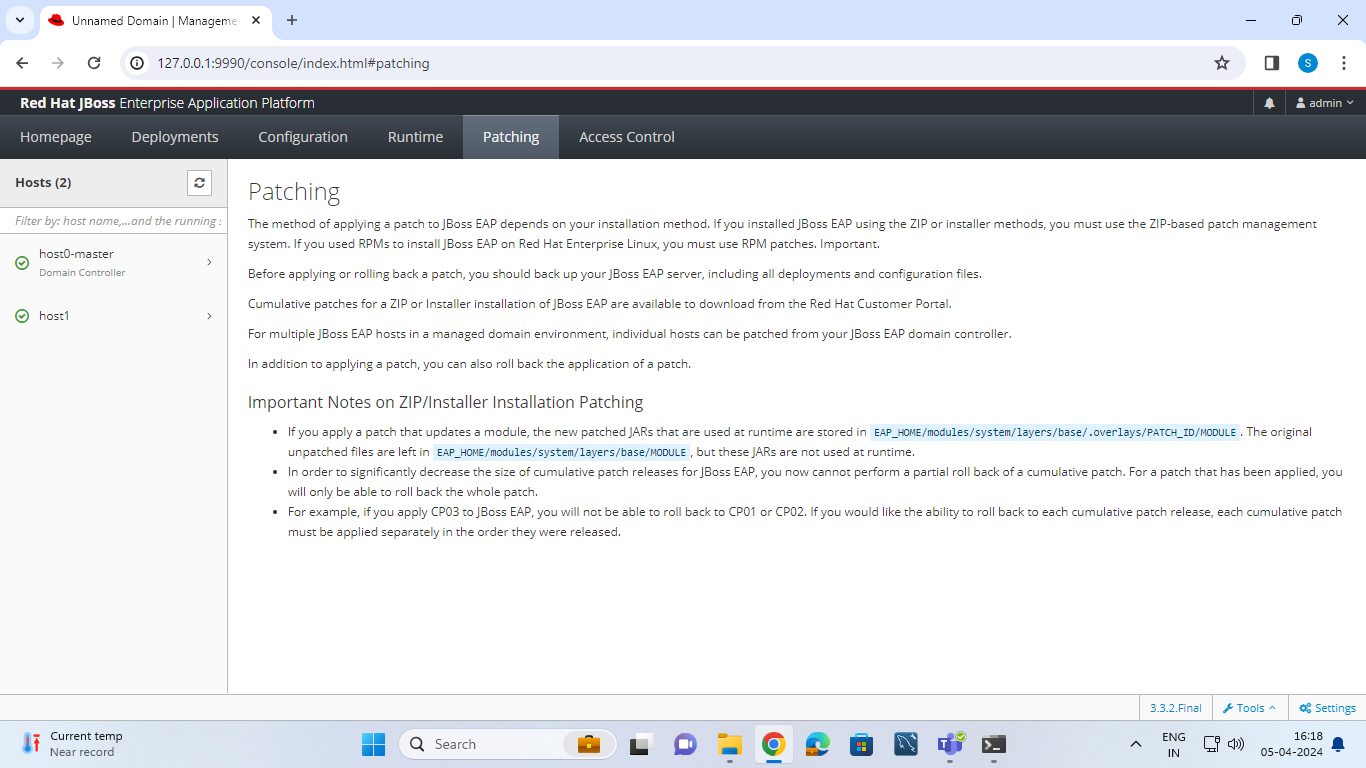 Unnamed Domain | Manageme
127.0.0.1:9990/console/index.html#patching
S
Red Hat JBoss Enterprise Application Platform
admin
Homepage
Deployments
Configuration
Runtime
Patching
Access Control
Hosts (2)
Filter by: host name,...and the running :
host0-master
Domain Controller
host1
Patching
The method of applying a patch to JBoss EAP depends on your installation method. If you installed JBoss EAP using the ZIP or installer methods, you must use the ZIP-based patch management
system. If you used RPMs to install JBoss EAP on Red Hat Enterprise Linux, you must use RPM patches. Important.
Before applying or rolling back a patch, you should back up your JBoss EAP server, including all deployments and configuration files.
Cumulative patches for a ZIP or Installer installation of JBoss EAP are available to download from the Red Hat Customer Portal.
For multiple JBoss EAP hosts in a managed domain environment, individual hosts can be patched from your JBoss EAP domain controller.
In addition to applying a patch, you can also roll back the application of a patch.
Important Notes on ZIP/Installer Installation Patching
• If you apply a patch that updates a module, the new patched JARs that are used at runtime are stored in EAP_HOME/modules/system/layers/base/.overlays/PATCH_ID/MODULE . The original
unpatched files are left in EAP_HOME/modules/system/layers/base/MODULE , but these JARs are not used at runtime.
• In order to significantly decrease the size of cumulative patch releases for JBoss EAP, you now cannot perform a partial roll back of a cumulative patch. For a patch that has been applied, you
will only be able to roll back the whole patch.
• For example, if you apply CP03 to JBoss EAP, you will not be able to roll back to CP01 or CP02. If you would like the ability to roll back to each cumulative patch release, each cumulative patch
must be applied separately in the order they were released.
3.3.2.Final
Tools
Settings
Current temp
Near record
Search
ENG
IN
16:18
05-04-2024